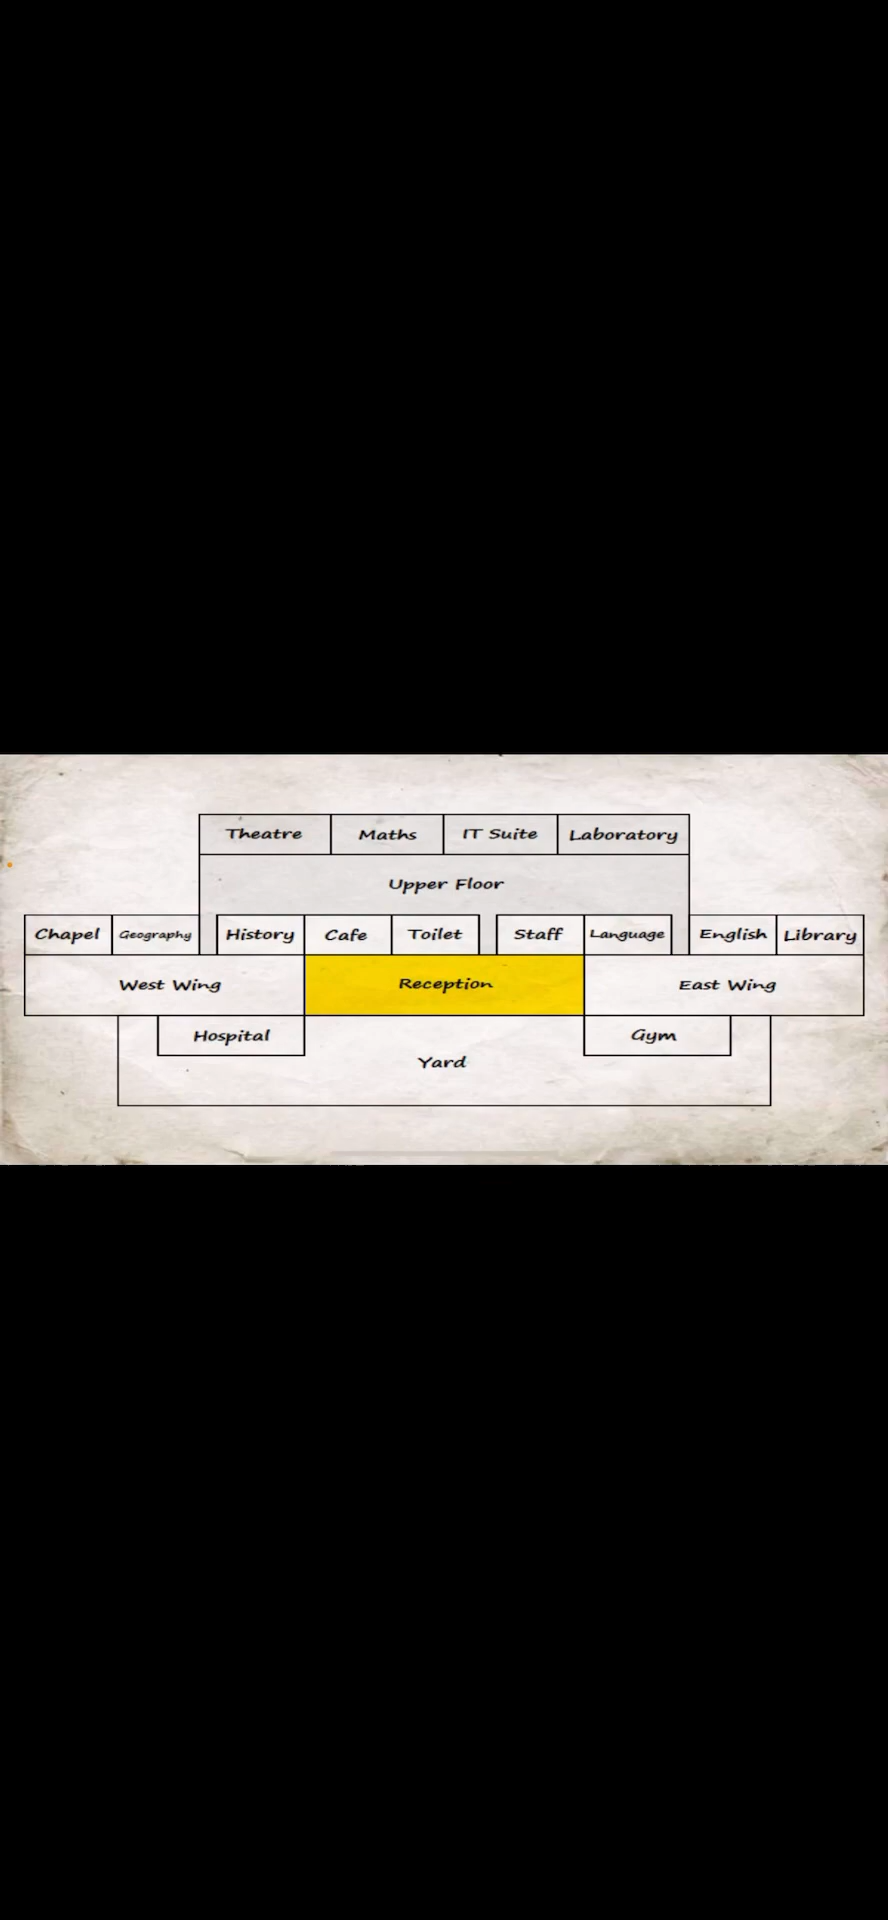 Theatre Maths IT Suite Laboratory
Upper Floor
Chapel Geography History Cafe Toilet Staff Language English Library
West Wing Reception East Wing
Hospital Gym
Yard